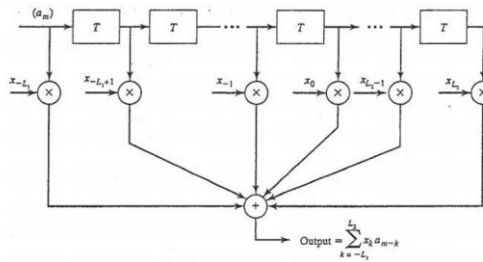 (a_m)
T T ... T ... T
x_{-L_1} x_{-L_1+1} x_{-1} x_0 x_{L_2-1} x_{L_2}
× × × × × ×
+
Output = \sum_{k=-L_1}^{L_2} x_k a_{m-k}